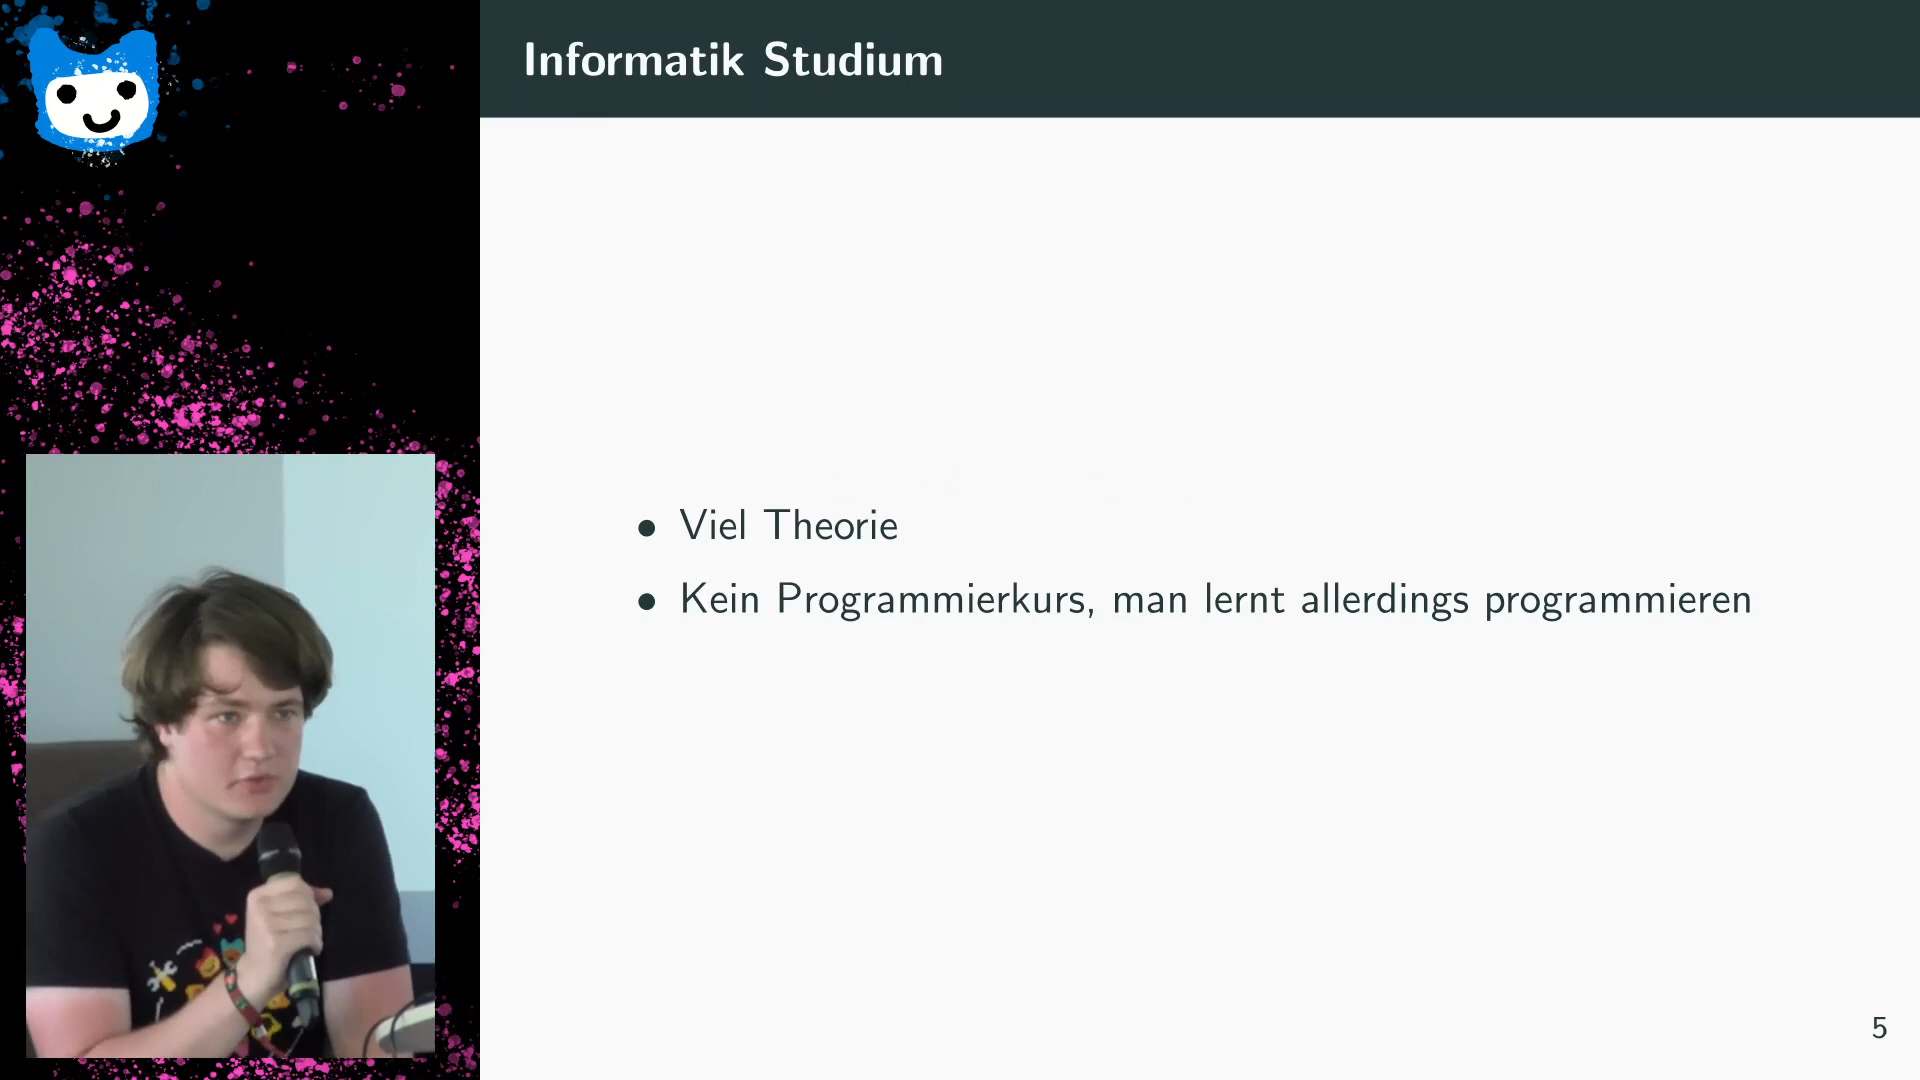 Informatik Studium
• Viel Theorie
• Kein Programmierkurs, man lernt allerdings programmieren
5